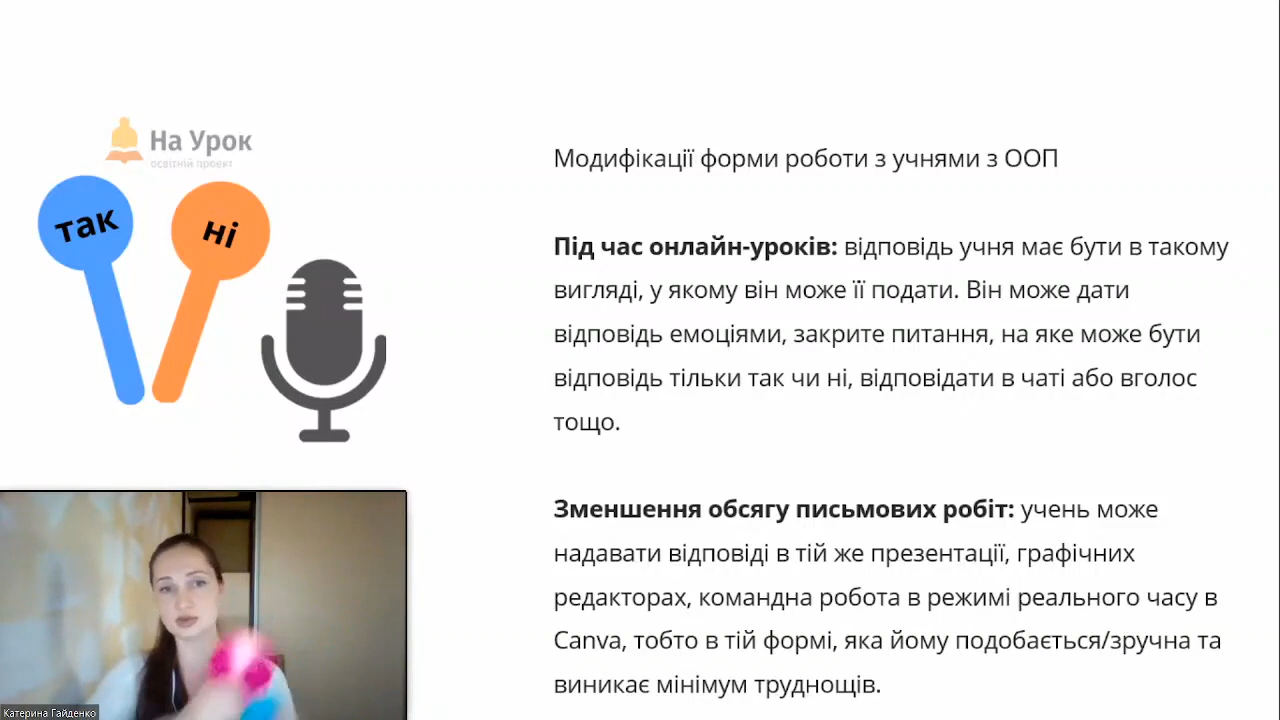 На Урок
освітній проект
так
ні
Модифікації форми роботи з учнями з ООП
Під час онлайн-уроків: відповідь учня має бути в такому
вигляді, у якому він може її подати. Він може дати
відповідь емоціями, закрите питання, на яке може бути
відповідь тільки так чи ні, відповідати в чаті або вголос
тощо.
Зменшення обсягу письмових робіт: учень може
надавати відповіді в тій же презентації, графічних
редакторах, командна робота в режимі реального часу в
Canva, тобто в тій формі, яка йому подобається/зручна та
виникає мінімум труднощів.
Катерина Гайденко